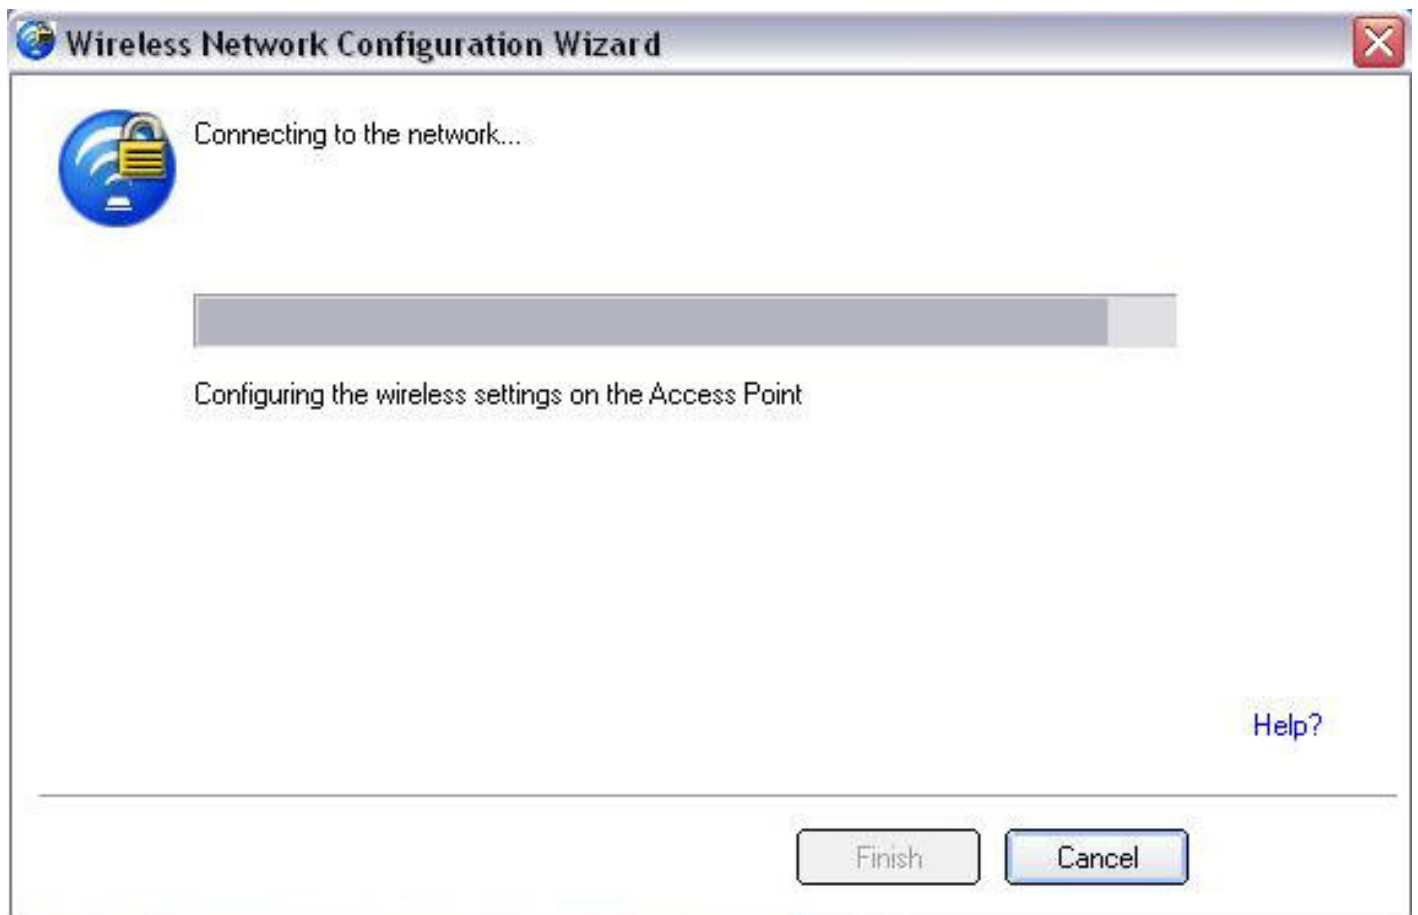 Wireless Network Configuration Wizard
Connecting to the network...
Configuring the wireless settings on the Access Point
Help?
Finish
Cancel